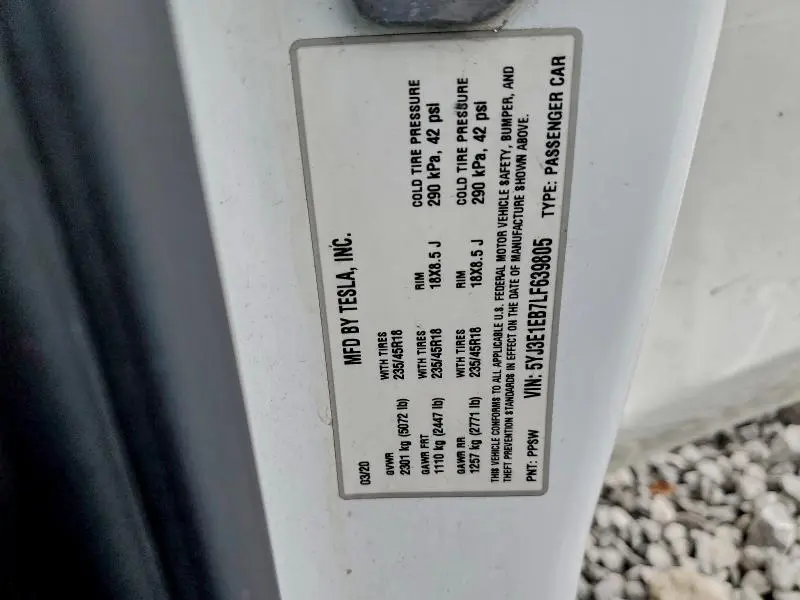 MFD BY TESLA, INC.
03/20
GVWR WITH TIRES
2301 kg (5072 lb) 235/45R18
GAWR FRT WITH TIRES RIM COLD TIRE PRESSURE
1110 kg (2447 lb) 235/45R18 18X8.5 J 290 kPa, 42 psi
GAWR RR WITH TIRES RIM COLD TIRE PRESSURE
1257 kg (2771 lb) 235/45R18 18X8.5 J 290 kPa, 42 psi
THIS VEHICLE CONFORMS TO ALL APPLICABLE U.S. FEDERAL MOTOR VEHICLE SAFETY, BUMPER, AND
THEFT PREVENTION STANDARDS IN EFFECT ON THE DATE OF MANUFACTURE SHOWN ABOVE.
PNT: PPSW VIN: 5YJ3E1EB7LF639805 TYPE: PASSENGER CAR